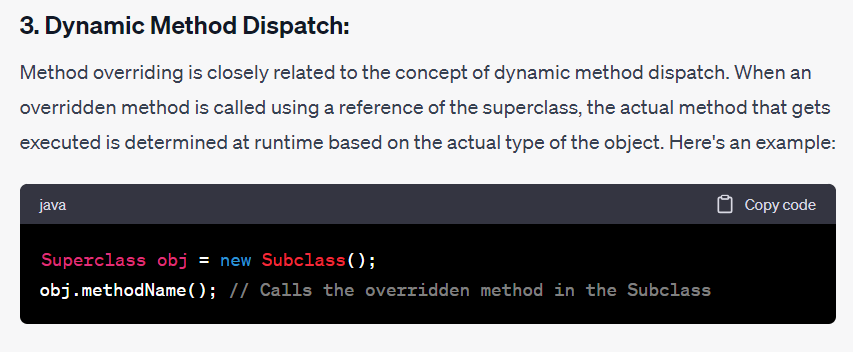 3. Dynamic Method Dispatch:
Method overriding is closely related to the concept of dynamic method dispatch. When an
overridden method is called using a reference of the superclass, the actual method that gets
executed is determined at runtime based on the actual type of the object. Here's an example:
java Copy code
Superclass obj = new Subclass();
obj.methodName(); // Calls the overridden method in the Subclass